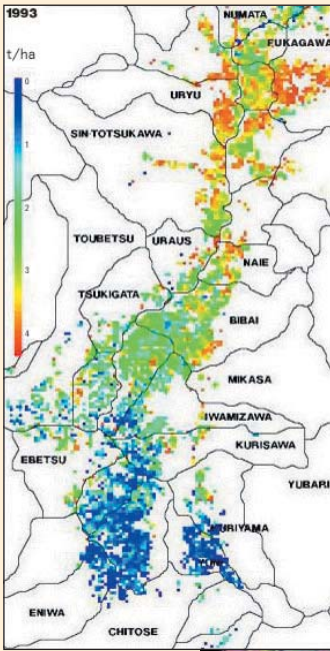 1993
NUMATA
FUKAGAWA
t/ha
0
URYU
1
SIN-TOTSUKAWA
2
TOUBETSU
URAUS
NAIE
3
TSUKIGATA
BIBAI
4
MIKASA
IWAMIZAWA
KURISAWA
EBETSU
YUBARI
KURIYAMA
ENIWA
CHITOSE